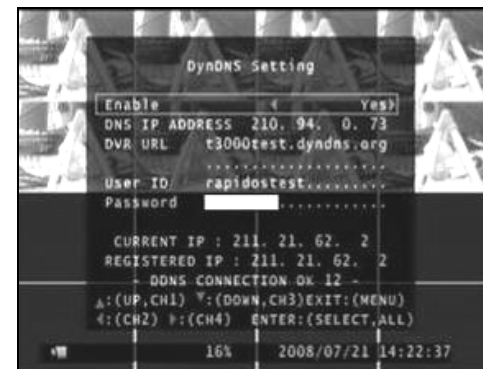 DynDNS Setting
Enable ◀ Yes▶
DNS IP ADDRESS 210. 94. 0. 73
DVR URL t3000test.dyndns.org
....................
User ID rapidostest.........
Password ............
CURRENT IP : 211. 21. 62. 2
REGISTERED IP : 211. 21. 62. 2
- DDNS CONNECTION OK 12 -
▲:(UP,CH1) ▼:(DOWN,CH3)EXIT:(MENU)
◀:(CH2) ▶:(CH4) ENTER:(SELECT,ALL)
16% 2008/07/21 14:22:37